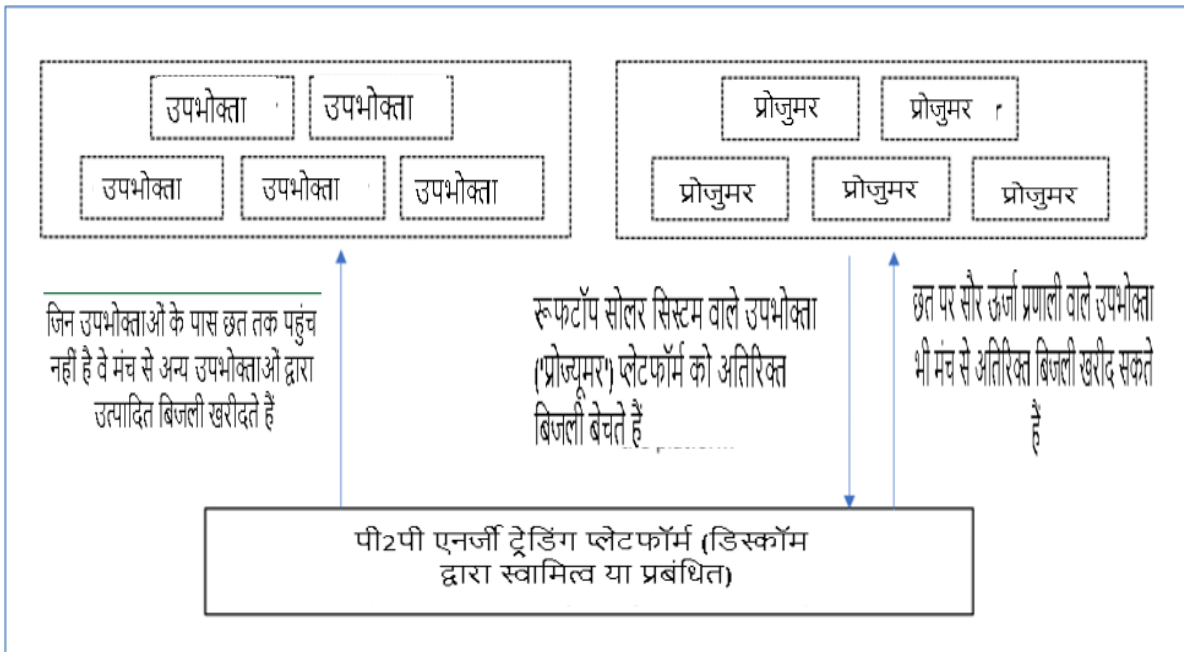 उपभोक्ता
उपभोक्ता
उपभोक्ता
उपभोक्ता
उपभोक्ता
प्रोजुमर
प्रोजुमर r
प्रोजुमर
प्रोजुमर
प्रोजुमर
जिन उपभोक्ताओं के पास छत तक पहुंच
नहीं है वे मंच से अन्य उपभोक्ताओं द्वारा
उत्पादित बिजली खरीदते हैं
रूफटॉप सोलर सिस्टम वाले उपभोक्ता
('प्रोज्यूमर') प्लेटफॉर्म को अतिरिक्त
बिजली बेचते हैं
छत पर सौर ऊर्जा प्रणाली वाले उपभोक्ता
भी मंच से अतिरिक्त बिजली खरीद सकते
हैं
पी2पी एनर्जी ट्रेडिंग प्लेटफॉर्म (डिस्कॉम
द्वारा स्वामित्व या प्रबंधित)